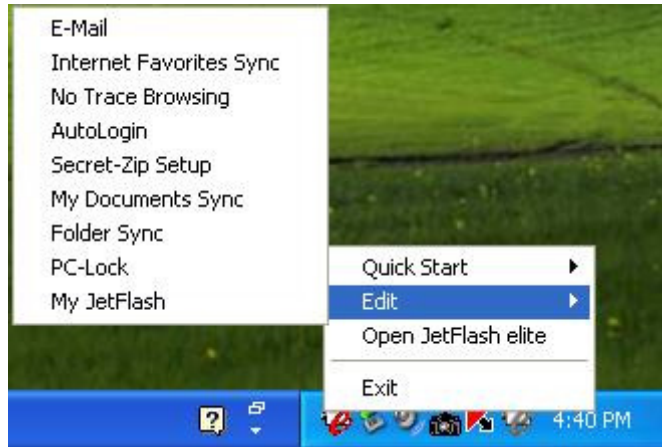 E-Mail
Internet Favorites Sync
No Trace Browsing
AutoLogin
Secret-Zip Setup
My Documents Sync
Folder Sync
PC-Lock
My JetFlash
Quick Start
Edit
Open JetFlash elite
Exit
?
4:40 PM